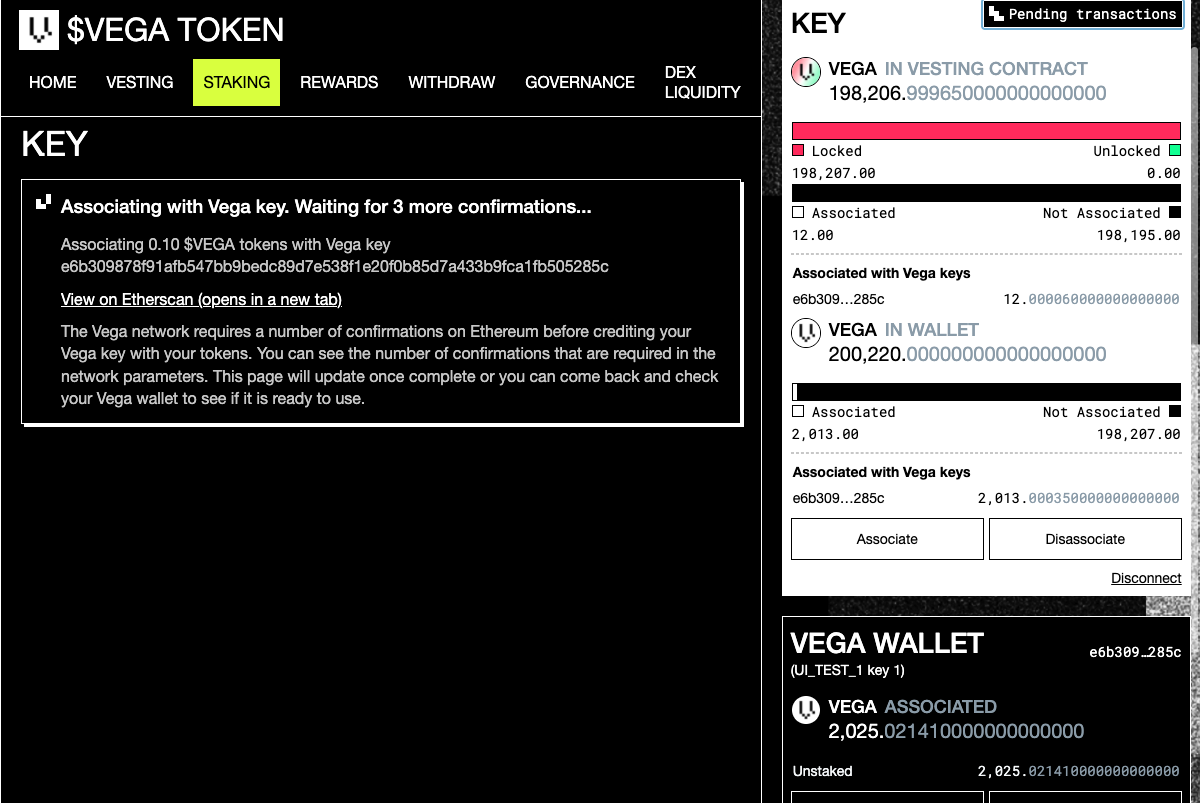 $VEGA TOKEN
HOME VESTING STAKING REWARDS WITHDRAW GOVERNANCE DEX LIQUIDITY
KEY
Associating with Vega key. Waiting for 3 more confirmations...
Associating 0.10 $VEGA tokens with Vega key
e6b309878f91afb547bb9bedc89d7e538f1e20f0b85d7a433b9fca1fb505285c
View on Etherscan (opens in a new tab)
The Vega network requires a number of confirmations on Ethereum before crediting your
Vega key with your tokens. You can see the number of confirmations that are required in the
network parameters. This page will update once complete or you can come back and check
your Vega wallet to see if it is ready to use.
KEY
Pending transactions
VEGA IN VESTING CONTRACT
198,206.999650000000000000
Locked Unlocked
198,207.00 0.00
Associated Not Associated
12.00 198,195.00
Associated with Vega keys
e6b309…285c 12.000060000000000000
VEGA IN WALLET
200,220.000000000000000000
Associated Not Associated
2,013.00 198,207.00
Associated with Vega keys
e6b309…285c 2,013.000350000000000000
Associate Disassociate
Disconnect
VEGA WALLET e6b309…285c
(UI_TEST_1 key 1)
VEGA ASSOCIATED
2,025.021410000000000000
Unstaked 2,025.021410000000000000